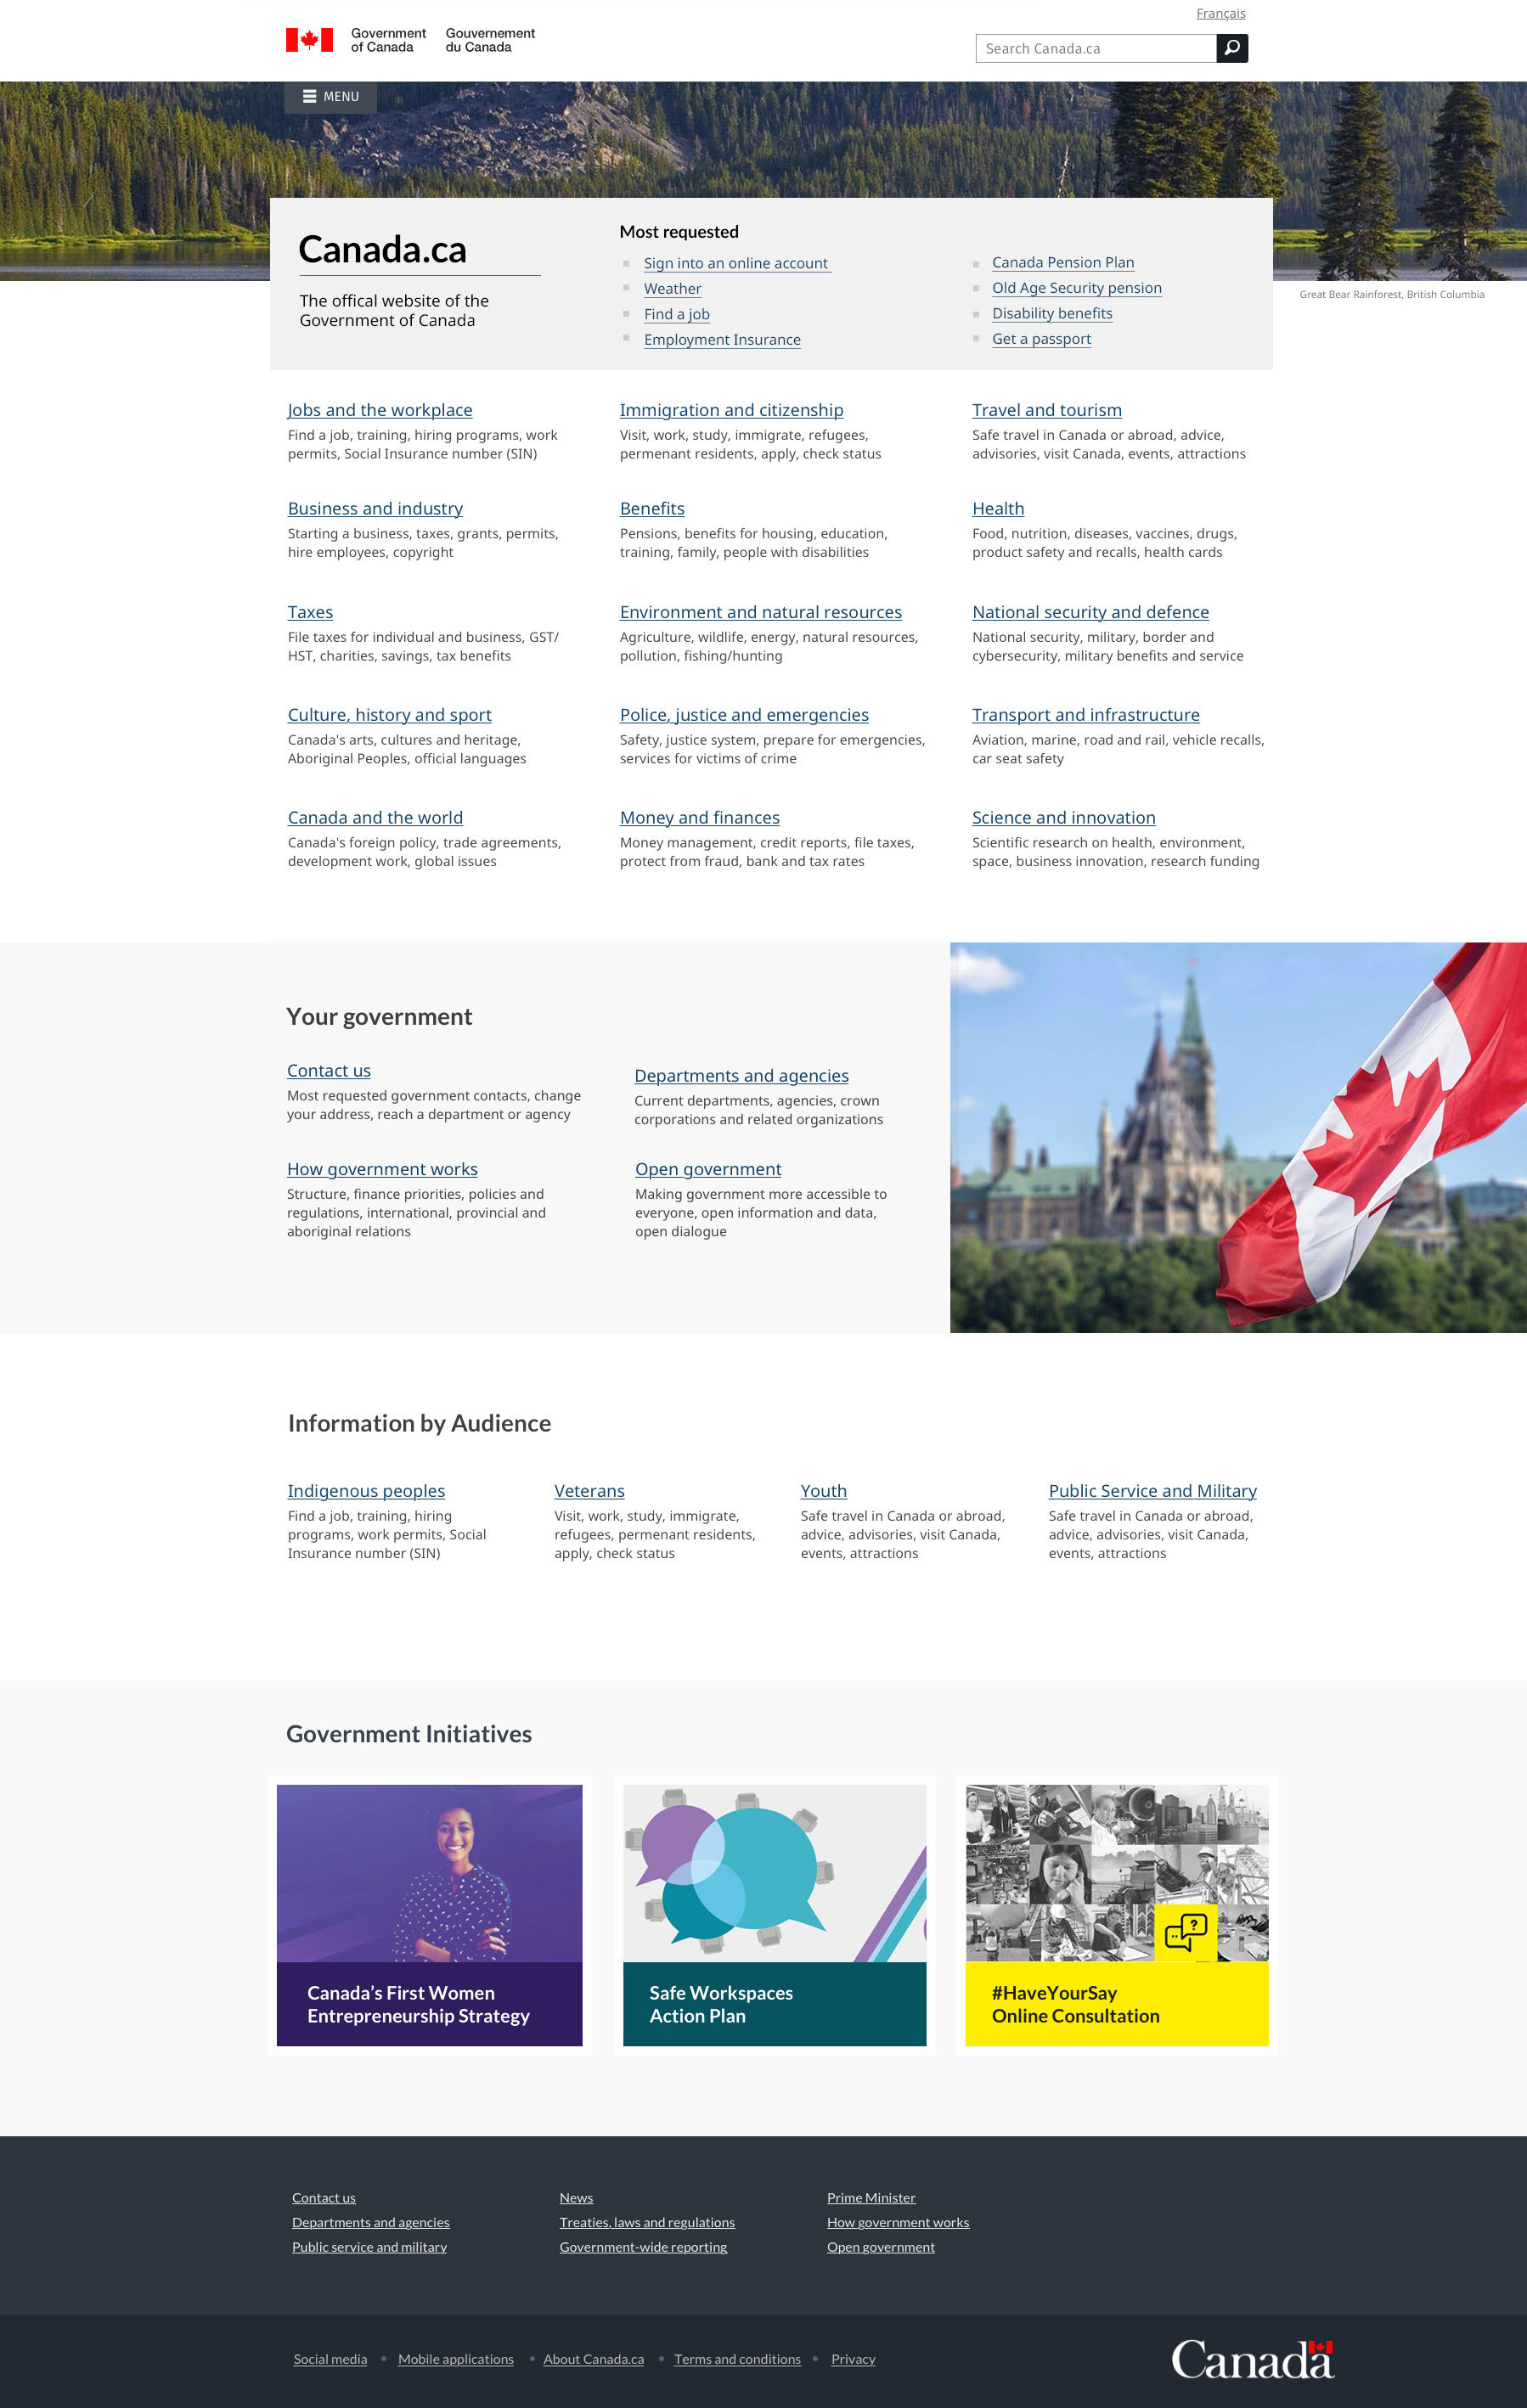 Français
Government
of Canada
Gouvernement
du Canada
Search Canada.ca
MENU
Canada.ca
The offical website of the
Government of Canada
Most requested
Sign into an online account
Weather
Find a job
Employment Insurance
Canada Pension Plan
Old Age Security pension
Disability benefits
Get a passport
Great Bear Rainforest, British Columbia
Jobs and the workplace
Find a job, training, hiring programs, work
permits, Social Insurance number (SIN)
Immigration and citizenship
Visit, work, study, immigrate, refugees,
permenant residents, apply, check status
Travel and tourism
Safe travel in Canada or abroad, advice,
advisories, visit Canada, events, attractions
Business and industry
Starting a business, taxes, grants, permits,
hire employees, copyright
Benefits
Pensions, benefits for housing, education,
training, family, people with disabilities
Health
Food, nutrition, diseases, vaccines, drugs,
product safety and recalls, health cards
Taxes
File taxes for individual and business, GST/
HST, charities, savings, tax benefits
Environment and natural resources
Agriculture, wildlife, energy, natural resources,
pollution, fishing/hunting
National security and defence
National security, military, border and
cybersecurity, military benefits and service
Culture, history and sport
Canada's arts, cultures and heritage,
Aboriginal Peoples, official languages
Police, justice and emergencies
Safety, justice system, prepare for emergencies,
services for victims of crime
Transport and infrastructure
Aviation, marine, road and rail, vehicle recalls,
car seat safety
Canada and the world
Canada's foreign policy, trade agreements,
development work, global issues
Money and finances
Money management, credit reports, file taxes,
protect from fraud, bank and tax rates
Science and innovation
Scientific research on health, environment,
space, business innovation, research funding
Your government
Contact us
Most requested government contacts, change
your address, reach a department or agency
Departments and agencies
Current departments, agencies, crown
corporations and related organizations
How government works
Structure, finance priorities, policies and
regulations, international, provincial and
aboriginal relations
Open government
Making government more accessible to
everyone, open information and data,
open dialogue
Information by Audience
Indigenous peoples
Find a job, training, hiring
programs, work permits, Social
Insurance number (SIN)
Veterans
Visit, work, study, immigrate,
refugees, permenant residents,
apply, check status
Youth
Safe travel in Canada or abroad,
advice, advisories, visit Canada,
events, attractions
Public Service and Military
Safe travel in Canada or abroad,
advice, advisories, visit Canada,
events, attractions
Government Initiatives
Canada’s First Women
Entrepreneurship Strategy
Safe Workspaces
Action Plan
#HaveYourSay
Online Consultation
Contact us
Departments and agencies
Public service and military
News
Treaties, laws and regulations
Government-wide reporting
Prime Minister
How government works
Open government
Social media • Mobile applications • About Canada.ca • Terms and conditions • Privacy
Canada